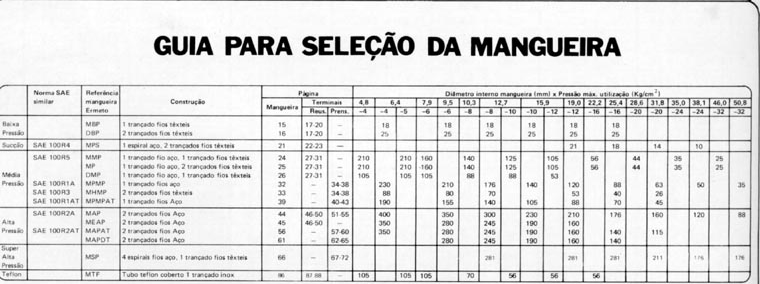 GUIA PARA SELEÇÃO DA MANGUEIRA
Norma SAE similar Referência mangueira Ermeto Construção Página Diâmetro interno mangueira (mm) x Pressão máx. utilização (Kg/cm²)
Mangueira Terminais 4,8 6,4 7,9 9,5 10,3 12,7 15,9 19,0 22,2 25,4 28,6 31,8 35,0 38,1 46,0 50,8
Reus. Prens. −4 −4 −5 −6 −6 −8 −8 −10 −10 −12 −12 −16 −16 −20 −20 −24 −24 −32 −32
Baixa MBP 1 trançado fios têxteis 15 17-20 – 18 18 18 18 18 18 18
Pressão DBP 2 trançados fios têxteis 16 17-20 – 25 25 25 25 25 25 25
Sucção SAE 100R4 MPS 1 espiral aço, 2 trançados fios têxteis 21 22-23 – 21 18 14 10
SAE 100R5 MMP 1 trançado fio aço, 1 trançado fios têxteis 24 27-31 – 210 210 160 140 125 105 56 44 35 25
MP 1 trançado fio aço, 2 trançados fios têxteis 25 27-31 – 210 210 160 140 125 105 56 44 35 25
Média DMP 1 trançado fio aço, 1 trançado fios têxteis 26 27-31 – 105 105 105 88 88 53
Pressão SAE 100R1A MPMP 1 trançado fios aço 32 – 34-38 230 210 176 140 120 88 63 50 35
SAE 100R3 MHMP 2 trançados fios têxteis 33 – 34-38 88 80 70 53 40 26
SAE 100R1AT MPMPAT 1 trançado fios Aço 39 – 40-43 190 155 140 105 88 70 45
SAE 100R2A MAP 2 trançados fios Aço 44 46-50 51-55 400 350 300 230 210 176 160 120 88
Alta MEAP 2 trançados fios Aço 45 46-50 – 350 280 245 190 160
Pressão SAE 100R2AT MAPAT 2 trançados fios Aço 56 – 57-60 350 280 245 190 160 140 115
MAPDT 2 trançados fios Aço 61 – 62-65 280 245 190 160 140
Super
Alta MSP 4 espirais fios aço, 1 trançado fios têxteis 66 – 67-72 281 281 281 211 176 176
Pressão
Teflon MTF Tubo teflon coberto 1 trançado inox 86 87-88 – 105 105 105 70 56 56 56